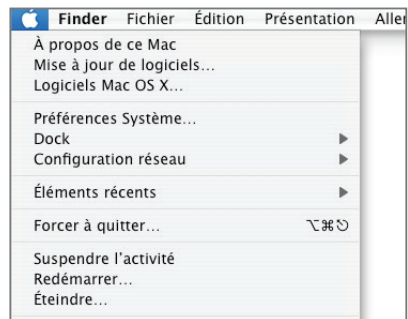 Finder Fichier Édition Présentation Aller
À propos de ce Mac
Mise à jour de logiciels...
Logiciels Mac OS X...
Préférences Système...
Dock
Configuration réseau
Éléments récents
Forcer à quitter... ⌥⌘⎋
Suspendre l'activité
Redémarrer...
Éteindre...